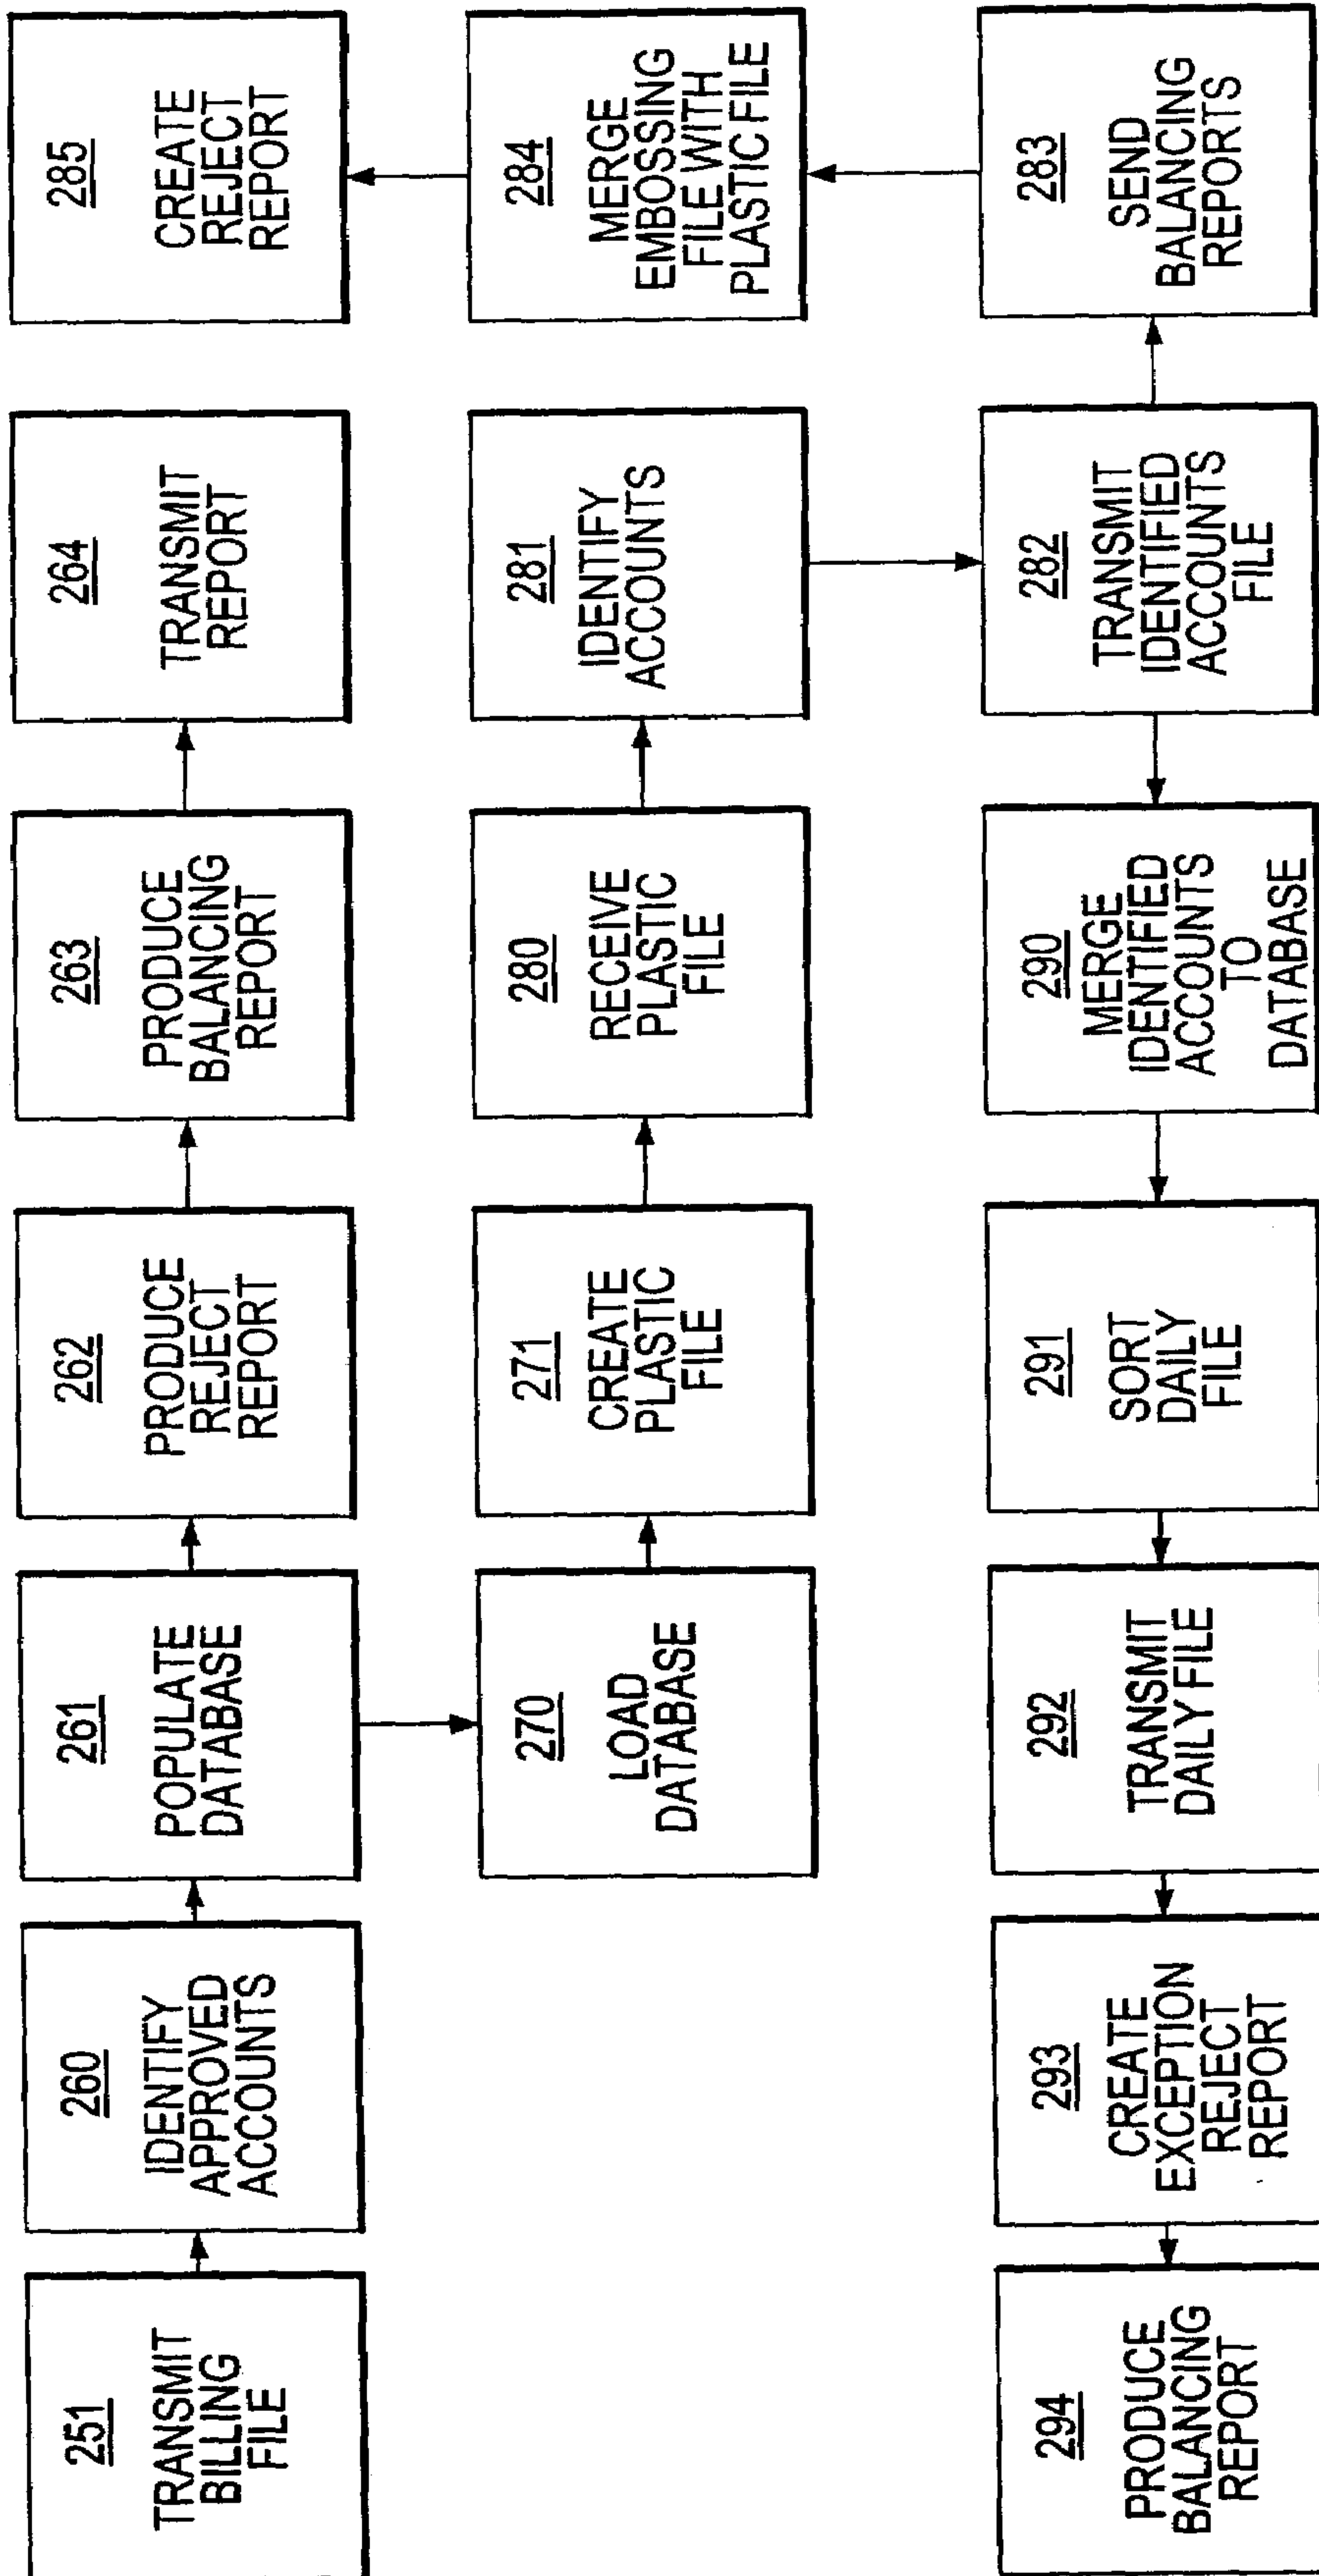 251
TRANSMIT
BILLING
FILE
260
IDENTIFY
APPROVED
ACCOUNTS
261
POPULATE
DATABASE
262
PRODUCE
REJECT
REPORT
263
PRODUCE
BALANCING
REPORT
264
TRANSMIT
REPORT
285
CREATE
REJECT
REPORT
270
LOAD
DATABASE
271
CREATE
PLASTIC
FILE
280
RECEIVE
PLASTIC
FILE
281
IDENTIFY
ACCOUNTS
284
MERGE
EMBOSSING
FILE WITH
PLASTIC FILE
294
PRODUCE
BALANCING
REPORT
293
CREATE
EXCEPTION
REJECT
REPORT
292
TRANSMIT
DAILY FILE
291
SORT
DAILY
FILE
290
MERGE
IDENTIFIED
ACCOUNTS
TO
DATABASE
282
TRANSMIT
IDENTIFIED
ACCOUNTS
FILE
283
SEND
BALANCING
REPORTS